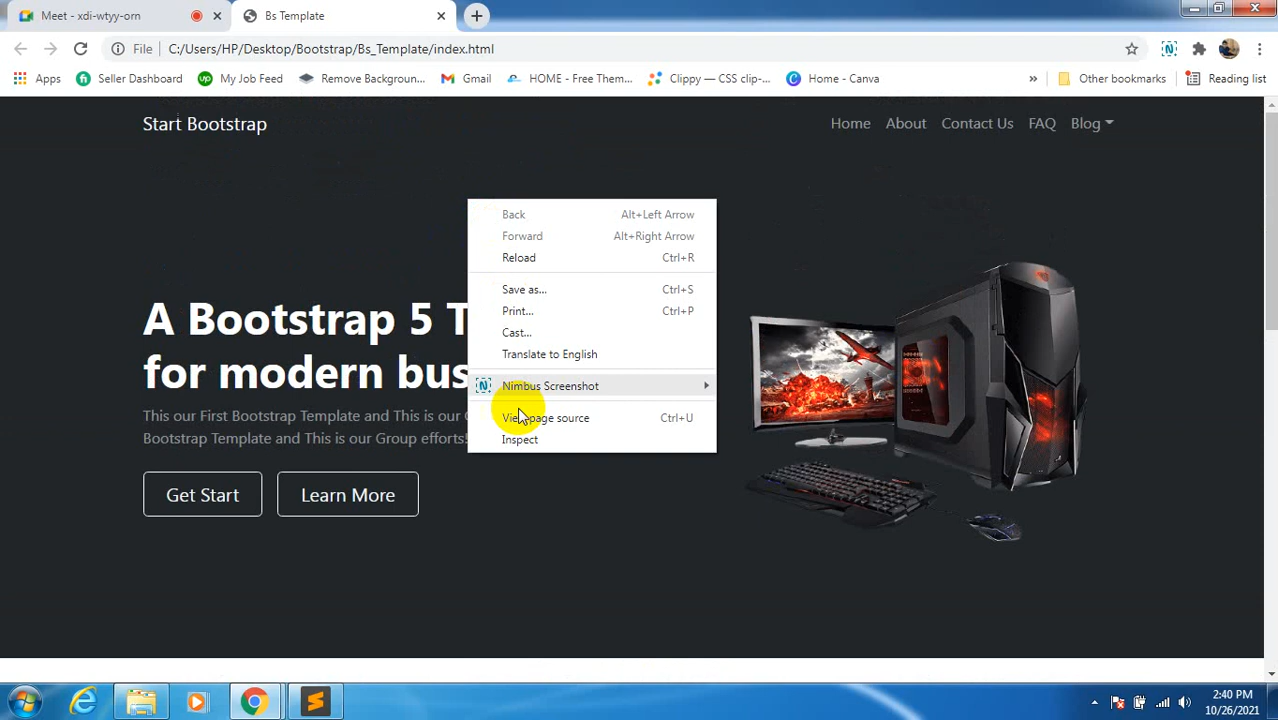 Meet - xdi-wtyy-orn
Bs Template
File
C:/Users/HP/Desktop/Bootstrap/Bs_Template/index.html
Apps
Seller Dashboard
My Job Feed
Remove Backgroun...
Gmail
HOME - Free Them...
Clippy — CSS clip-...
Home - Canva
»
Other bookmarks
Reading list
Start Bootstrap
Home
About
Contact Us
FAQ
Blog
Back Alt+Left Arrow
Forward Alt+Right Arrow
Reload Ctrl+R
Save as... Ctrl+S
Print... Ctrl+P
Cast...
Translate to English
Nimbus Screenshot
View page source Ctrl+U
Inspect
A Bootstrap 5 T
for modern bus
This our First Bootstrap Template and This is our
Bootstrap Template and This is our Group efforts!
Get Start
Learn More
2:40 PM
10/26/2021